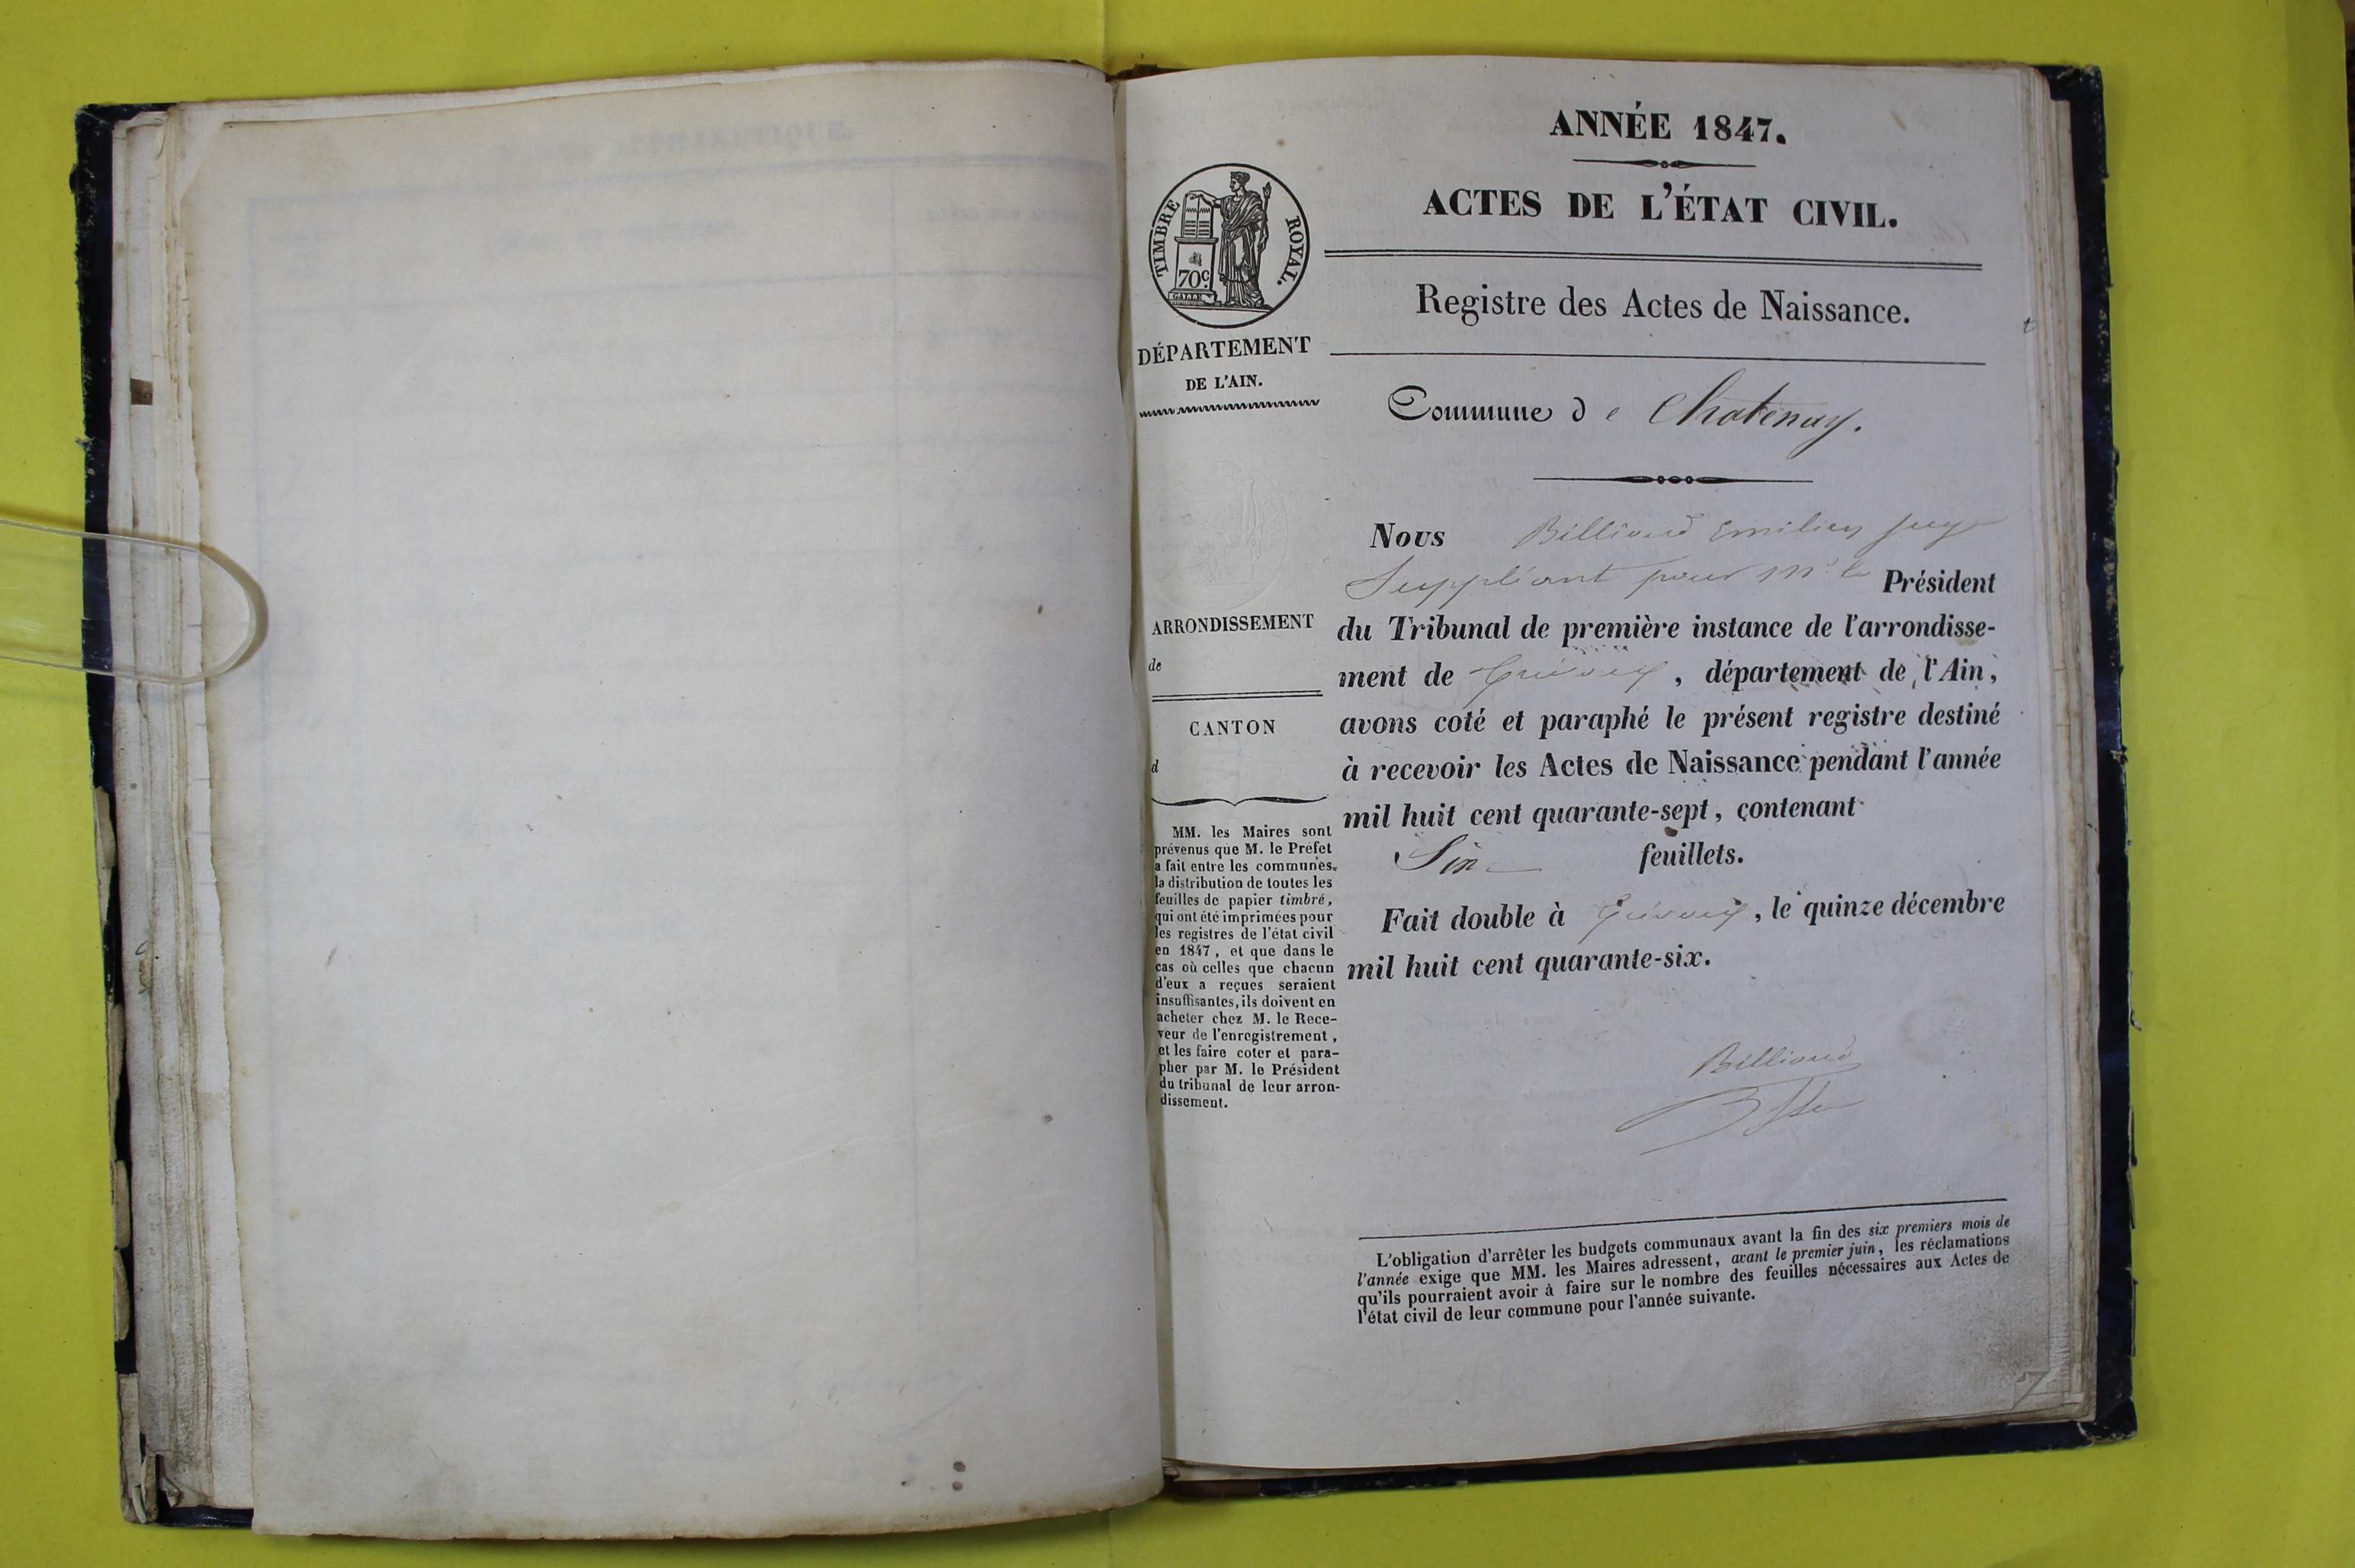 ANNÉE 1847.
ACTES DE L'ÉTAT CIVIL.
Registre des Actes de Naissance.
TIMBRE ROYAL.
70c.
GALLE
DÉPARTEMENT
DE L'AIN.
Commune de Chatenay.
Nous Billioud Emilien juge
Suppléant pour Mr le Président
du Tribunal de première instance de l'arrondisse-
ment de Trévoux, département de l'Ain,
avons coté et paraphé le présent registre destiné
à recevoir les Actes de Naissance pendant l'année
mil huit cent quarante-sept, contenant
Six feuillets.
Fait double à Trévoux, le quinze décembre
mil huit cent quarante-six.
Billioud
ARRONDISSEMENT
de
CANTON
d
MM. les Maires sont
prévenus que M. le Préfet
a fait entre les communes,
la distribution de toutes les
feuilles de papier timbré,
qui ont été imprimées pour
les registres de l'état civil
en 1847, et que dans le
cas où celles que chacun
d'eux a reçues seraient
insuffisantes, ils doivent en
acheter chez M. le Rece-
veur de l'enregistrement,
et les faire coter et para-
pher par M. le Président
du tribunal de leur arron-
dissement.
L'obligation d'arrêter les budgets communaux avant la fin des six premiers mois de
l'année exige que MM. les Maires adressent, avant le premier juin, les réclamations
qu'ils pourraient avoir à faire sur le nombre des feuilles nécessaires aux Actes de
l'état civil de leur commune pour l'année suivante.